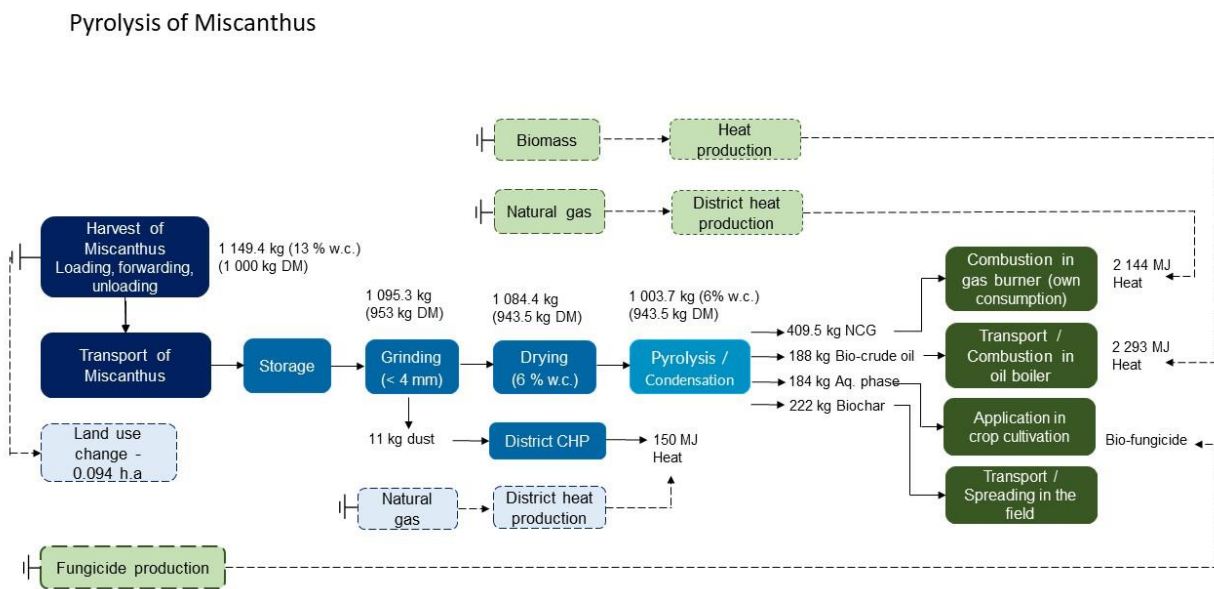 Pyrolysis of Miscanthus
Biomass
Heat
production
Natural gas
District heat
production
Harvest of
Miscanthus
Loading, forwarding,
unloading
1 149.4 kg (13 % w.c.)
(1 000 kg DM)
Transport of
Miscanthus
Land use
change -
0.094 h.a
Storage
1 095.3 kg
(953 kg DM)
Grinding
(< 4 mm)
1 084.4 kg
(943.5 kg DM)
Drying
(6 % w.c.)
1 003.7 kg (6% w.c.)
(943.5 kg DM)
Pyrolysis /
Condensation
409.5 kg NCG
188 kg Bio-crude oil
184 kg Aq. phase
222 kg Biochar
Combustion in
gas burner (own
consumption)
2 144 MJ
Heat
Transport /
Combustion in
oil boiler
2 293 MJ
Heat
Application in
crop cultivation
Bio-fungicide
Transport /
Spreading in the
field
11 kg dust
District CHP
150 MJ
Heat
Natural
gas
District heat
production
Fungicide production